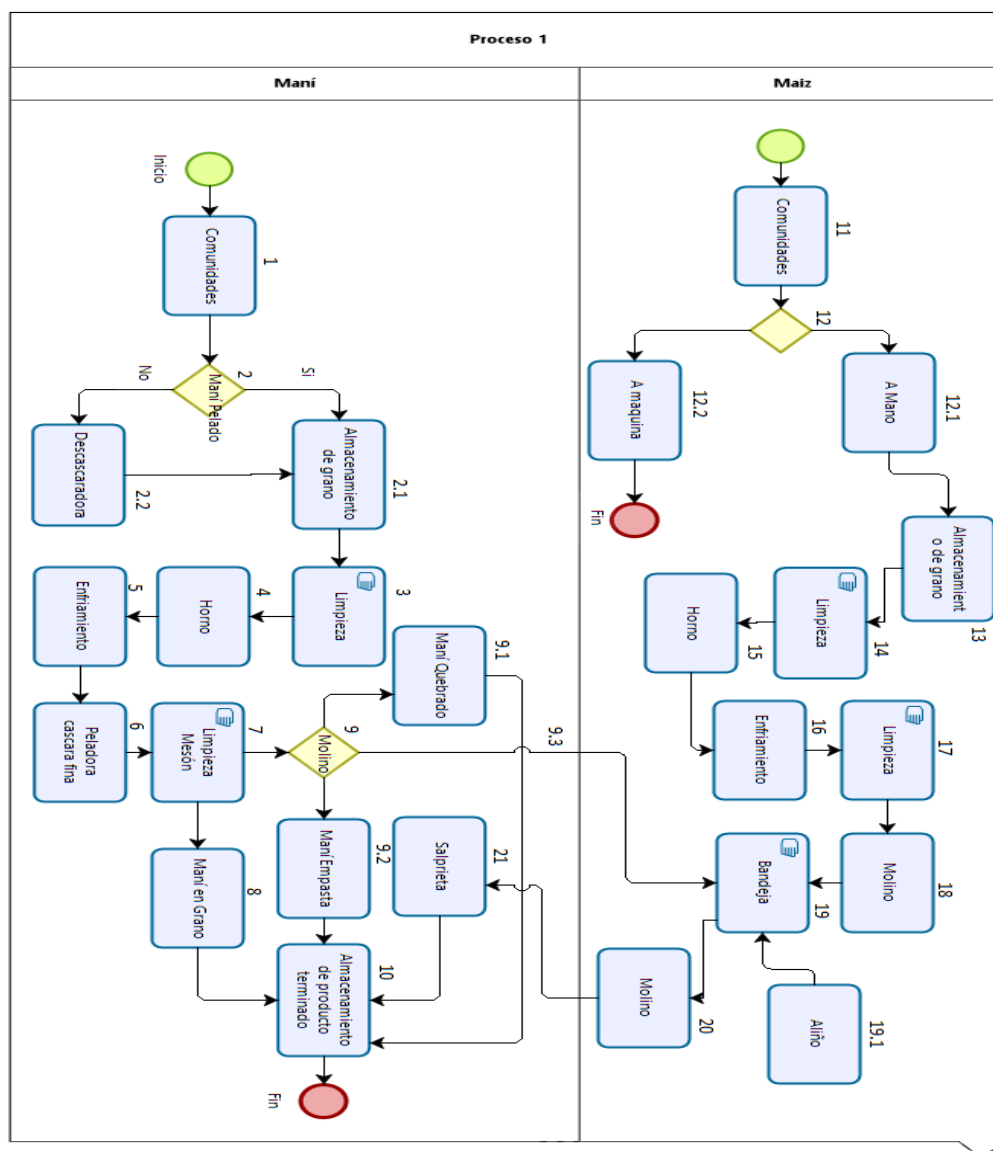 Proceso 1
Maní
Maiz
Inicio
1
Comunidades
2
Maní Pelado
Si
No
2.1
Almacenamiento
de grano
2.2
Descascaradora
3
Limpieza
4
Horno
5
Enfriamiento
6
Peladora
cascara fina
7
Limpieza
Mesón
8
Maní en Grano
9
Molino
9.1
Maní Quebrado
9.2
Maní Empasta
9.3
10
Almacenamiento
de producto
terminado
Fin
21
Salprieta
11
Comunidades
12
12.1
A Mano
12.2
A maquina
Fin
13
Almacenamient
o de grano
14
Limpieza
15
Horno
16
Enfriamiento
17
Limpieza
18
Molino
19
Bandeja
19.1
Aliño
20
Molino